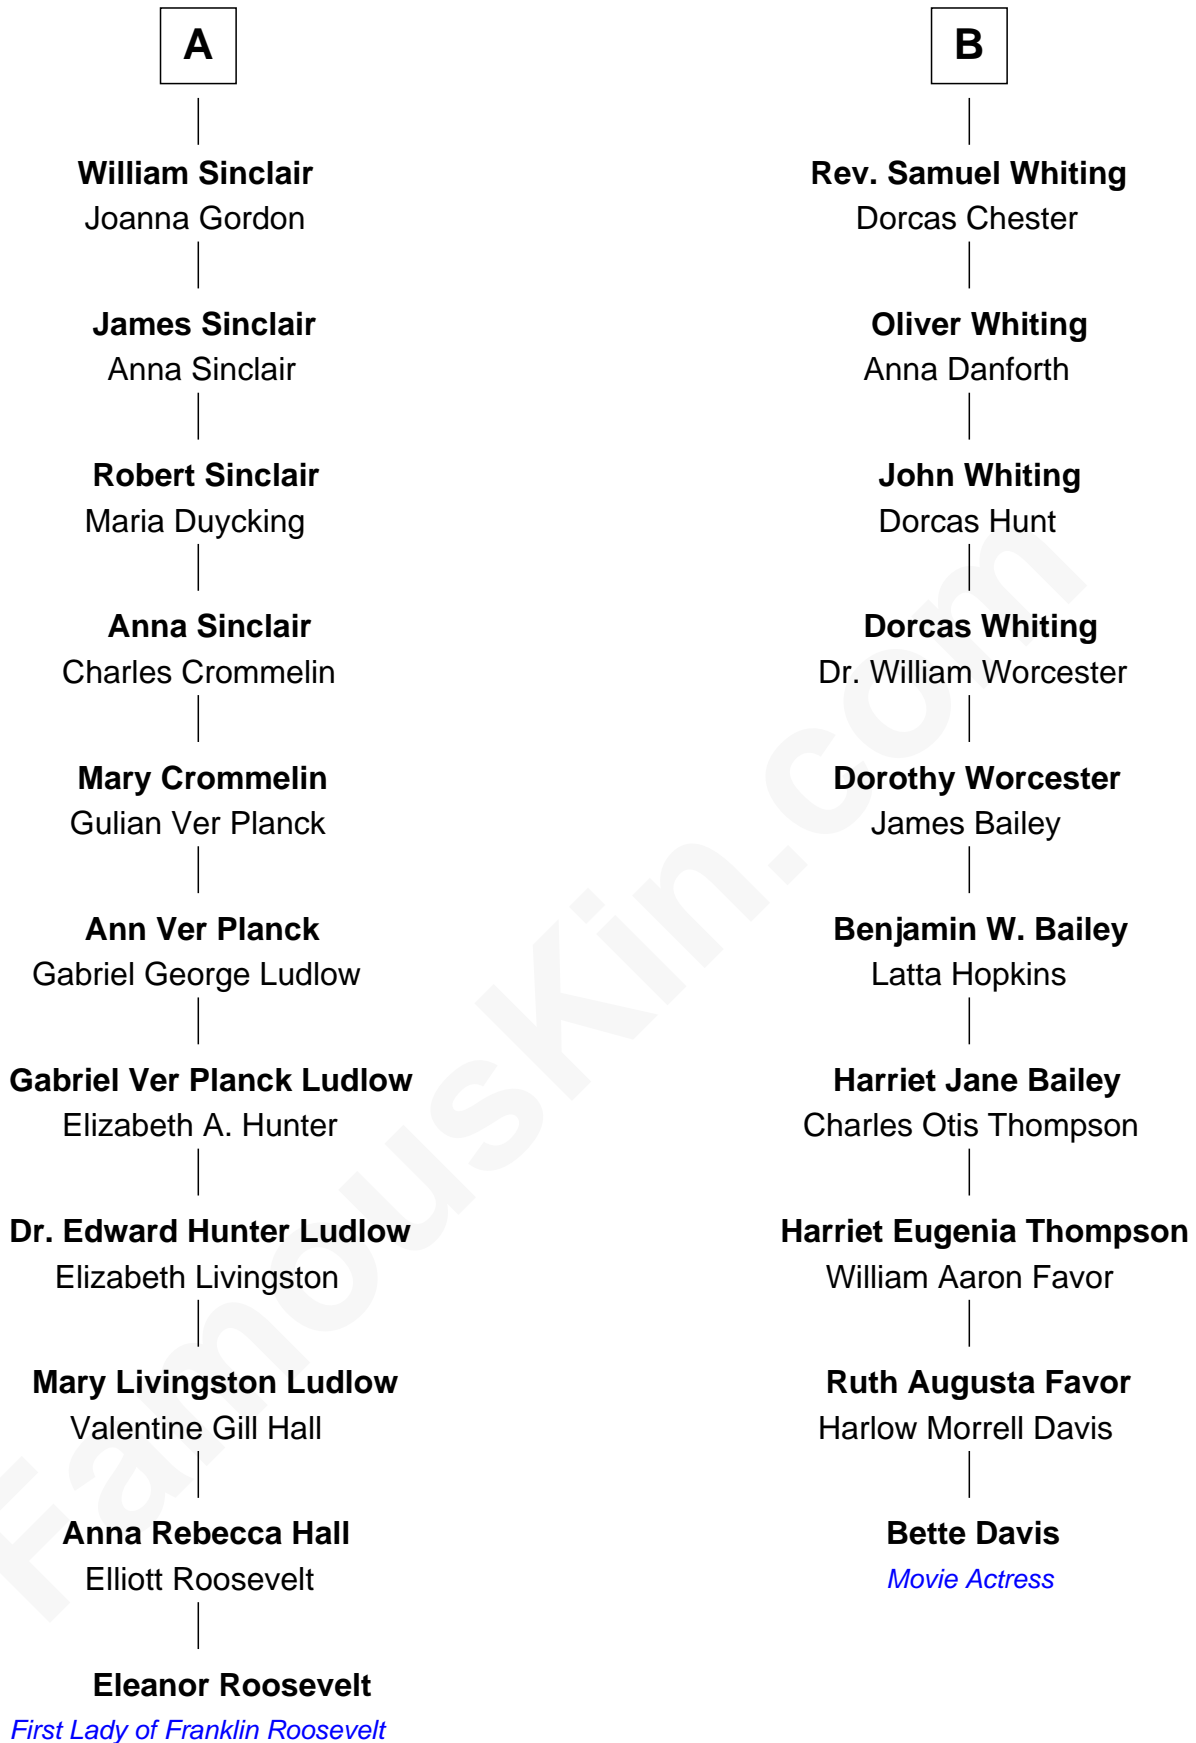 A
William Sinclair
Joanna Gordon
James Sinclair
Anna Sinclair
Robert Sinclair
Maria Duycking
Anna Sinclair
Charles Crommelin
Mary Crommelin
Gulian Ver Planck
Ann Ver Planck
Gabriel George Ludlow
Gabriel Ver Planck Ludlow
Elizabeth A. Hunter
Dr. Edward Hunter Ludlow
Elizabeth Livingston
Mary Livingston Ludlow
Valentine Gill Hall
Anna Rebecca Hall
Elliott Roosevelt
Eleanor Roosevelt
First Lady of Franklin Roosevelt
B
Rev. Samuel Whiting
Dorcas Chester
Oliver Whiting
Anna Danforth
John Whiting
Dorcas Hunt
Dorcas Whiting
Dr. William Worcester
Dorothy Worcester
James Bailey
Benjamin W. Bailey
Latta Hopkins
Harriet Jane Bailey
Charles Otis Thompson
Harriet Eugenia Thompson
William Aaron Favor
Ruth Augusta Favor
Harlow Morrell Davis
Bette Davis
Movie Actress
FamousKin.com